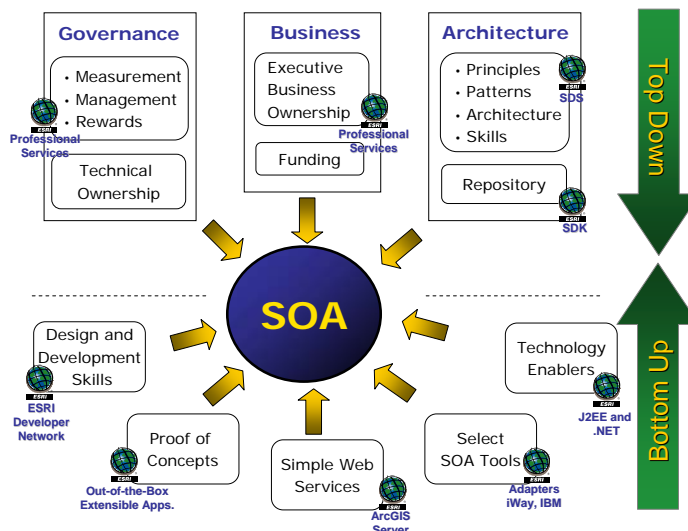 Governance
• Measurement
• Management
• Rewards
ESRI
Professional
Services
Technical
Ownership
Business
Executive
Business
Ownership
ESRI
Professional
Services
Funding
Architecture
• Principles
• Patterns
• Architecture
• Skills
ESRI
SDS
Repository
ESRI
SDK
Top Down
SOA
Design and
Development
Skills
ESRI
ESRI
Developer
Network
Proof of
Concepts
ESRI
Out-of-the-Box
Extensible Apps.
Simple Web
Services
ESRI
ArcGIS
Server
Select
SOA Tools
ESRI
Adapters
iWay, IBM
Technology
Enablers
ESRI
J2EE and
.NET
Bottom Up